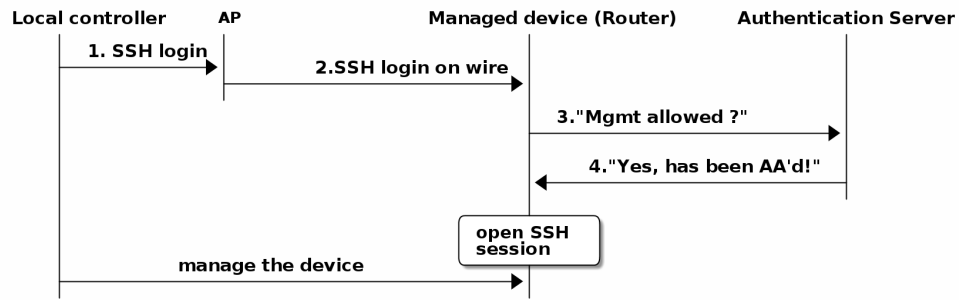 Local controller
AP
Managed device (Router)
Authentication Server
1. SSH login
2.SSH login on wire
3."Mgmt allowed ?"
4."Yes, has been AA'd!"
open SSH
session
manage the device